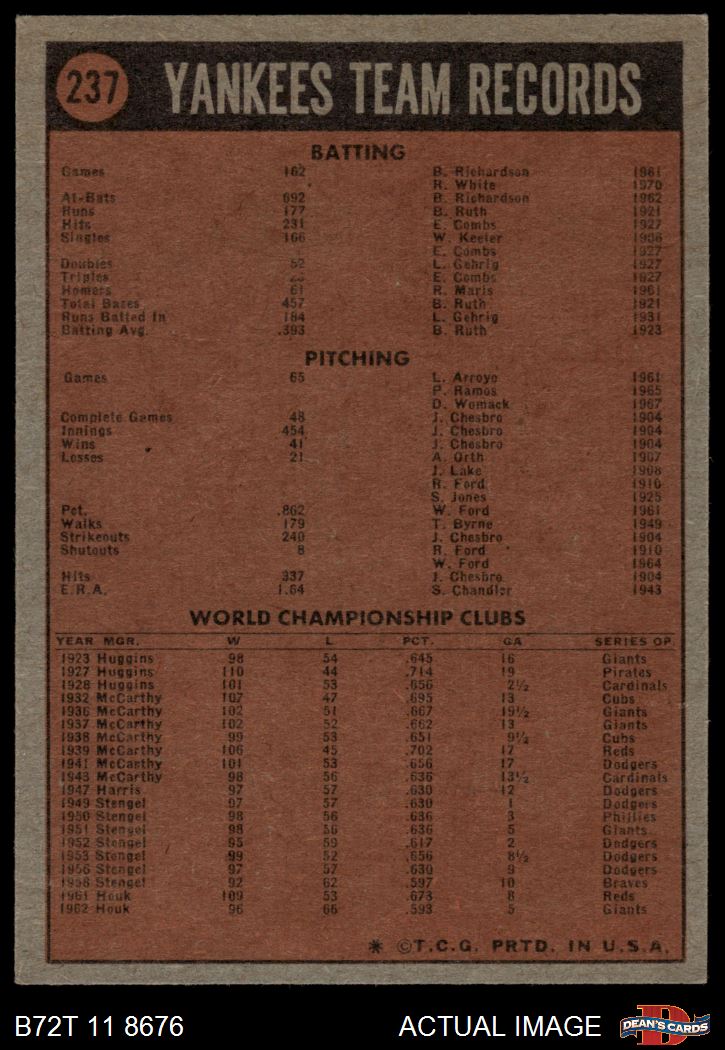 237 YANKEES TEAM RECORDS
BATTING
Games 162 B. Richardson 1961
R. White 1970
At-Bats 692 B. Richardson 1962
Runs 177 B. Ruth 1921
Hits 231 E. Combs 1927
Singles 166 W. Keeler 1906
E. Combs 1927
Doubles 52 L. Gehrig 1927
Triples E. Combs 1927
Homers 61 R. Maris 1961
Total Bases 457 B. Ruth 1921
Runs Batted In 184 L. Gehrig 1931
Batting Avg. .393 B. Ruth 1923
PITCHING
Games 65 L. Arroyo 1961
P. Ramos 1965
D. Womack 1967
Complete Games 48 J. Chesbro 1904
Innings 454 J. Chesbro 1904
Wins 41 J. Chesbro 1904
Losses 21 A. Orth 1907
J. Lake 1908
R. Ford 1910
S. Jones 1925
Pct. .862 W. Ford 1961
Walks 179 T. Byrne 1949
Strikeouts 240 J. Chesbro 1904
Shutouts 8 R. Ford 1910
W. Ford 1964
Hits 337 J. Chesbro 1904
E.R.A. 1.64 S. Chandler 1943
WORLD CHAMPIONSHIP CLUBS
YEAR MGR. W L PCT. GA SERIES OP.
1923 Huggins 98 54 .645 16 Giants
1927 Huggins 110 44 .714 19 Pirates
1928 Huggins 101 53 .656 2½ Cardinals
1932 McCarthy 107 47 .695 13 Cubs
1936 McCarthy 102 51 .667 19½ Giants
1937 McCarthy 102 52 .662 13 Giants
1938 McCarthy 99 53 .651 9½ Cubs
1939 McCarthy 106 45 .702 17 Reds
1941 McCarthy 101 53 .656 17 Dodgers
1943 McCarthy 98 56 .636 13½ Cardinals
1947 Harris 97 57 .630 12 Dodgers
1949 Stengel 97 57 .630 1 Dodgers
1950 Stengel 98 56 .636 3 Phillies
1951 Stengel 98 56 .636 5 Giants
1952 Stengel 95 59 .617 2 Dodgers
1953 Stengel 99 52 .656 8½ Dodgers
1956 Stengel 97 57 .630 9 Dodgers
1958 Stengel 92 62 .597 10 Braves
1961 Houk 109 53 .673 8 Reds
1962 Houk 96 66 .593 5 Giants
* ©T.C.G. PRTD. IN U.S.A.
B72T 11 8676 ACTUAL IMAGE D DEAN'S CARDS